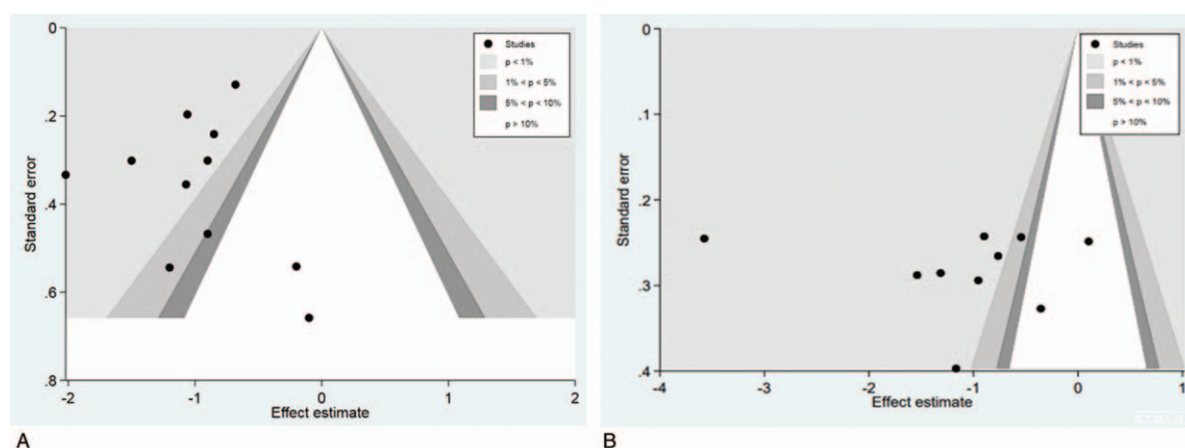 0
.2
.4
.6
.8
Standard error
-2
-1
0
1
2
Effect estimate
Studies
p < 1%
1% < p < 5%
5% < p < 10%
p > 10%
A
0
.1
.2
.3
.4
Standard error
-4
-3
-2
-1
0
1
Effect estimate
Studies
p < 1%
1% < p < 5%
5% < p < 10%
p > 10%
B